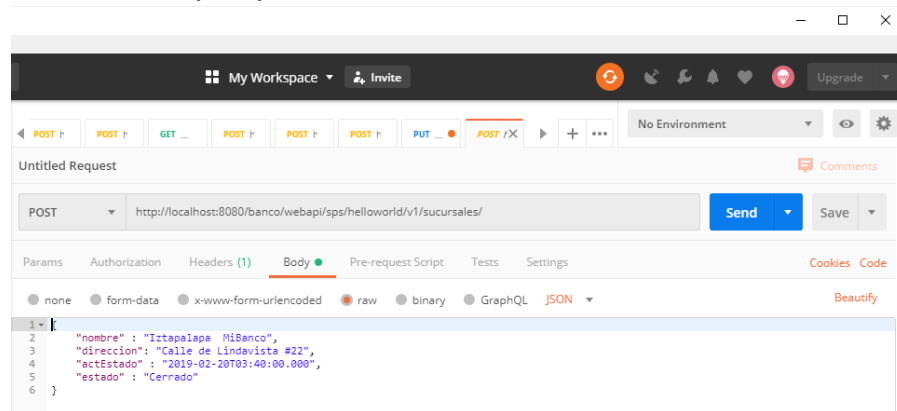 My Workspace Invite Upgrade
POST POST GET ... POST POST POST PUT ... POST No Environment
Untitled Request Comments
POST http://localhost:8080/banco/webapi/sps/helloworld/v1/sucursales/ Send Save
Params Authorization Headers (1) Body Pre-request Script Tests Settings Cookies Code
none form-data x-www-form-urlencoded raw binary GraphQL JSON Beautify
1 {
2 "nombre" : "Iztapalapa  MiBanco",
3 "direccion": "Calle de Lindavista #22",
4 "actEstado" : "2019-02-20T03:40:00.000",
5 "estado" : "Cerrado"
6 }